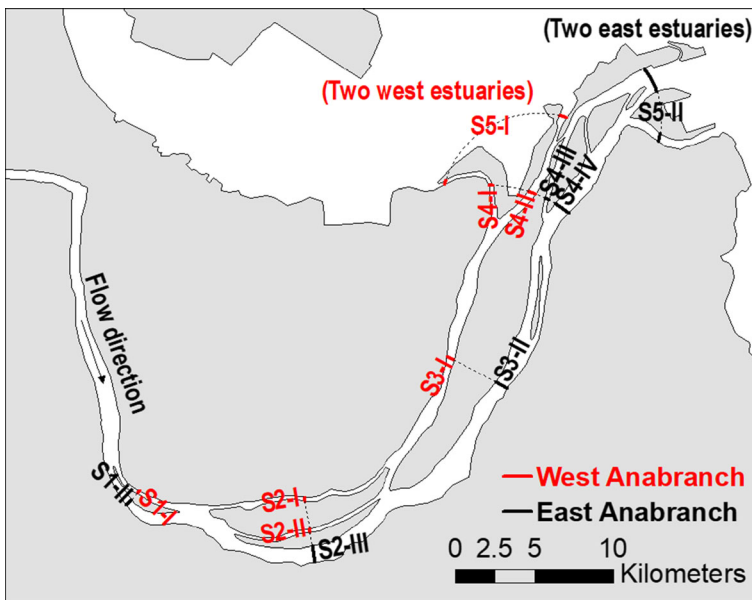 (Two east estuaries)
(Two west estuaries)
S5-I
S5-II
S4-III
S4-IV
S4-I
S4-II
Flow direction
S3-I
S3-II
S1-II
S1-I
S2-I
S2-II
S2-III
West Anabranch
East Anabranch
0 2.5 5 10
Kilometers